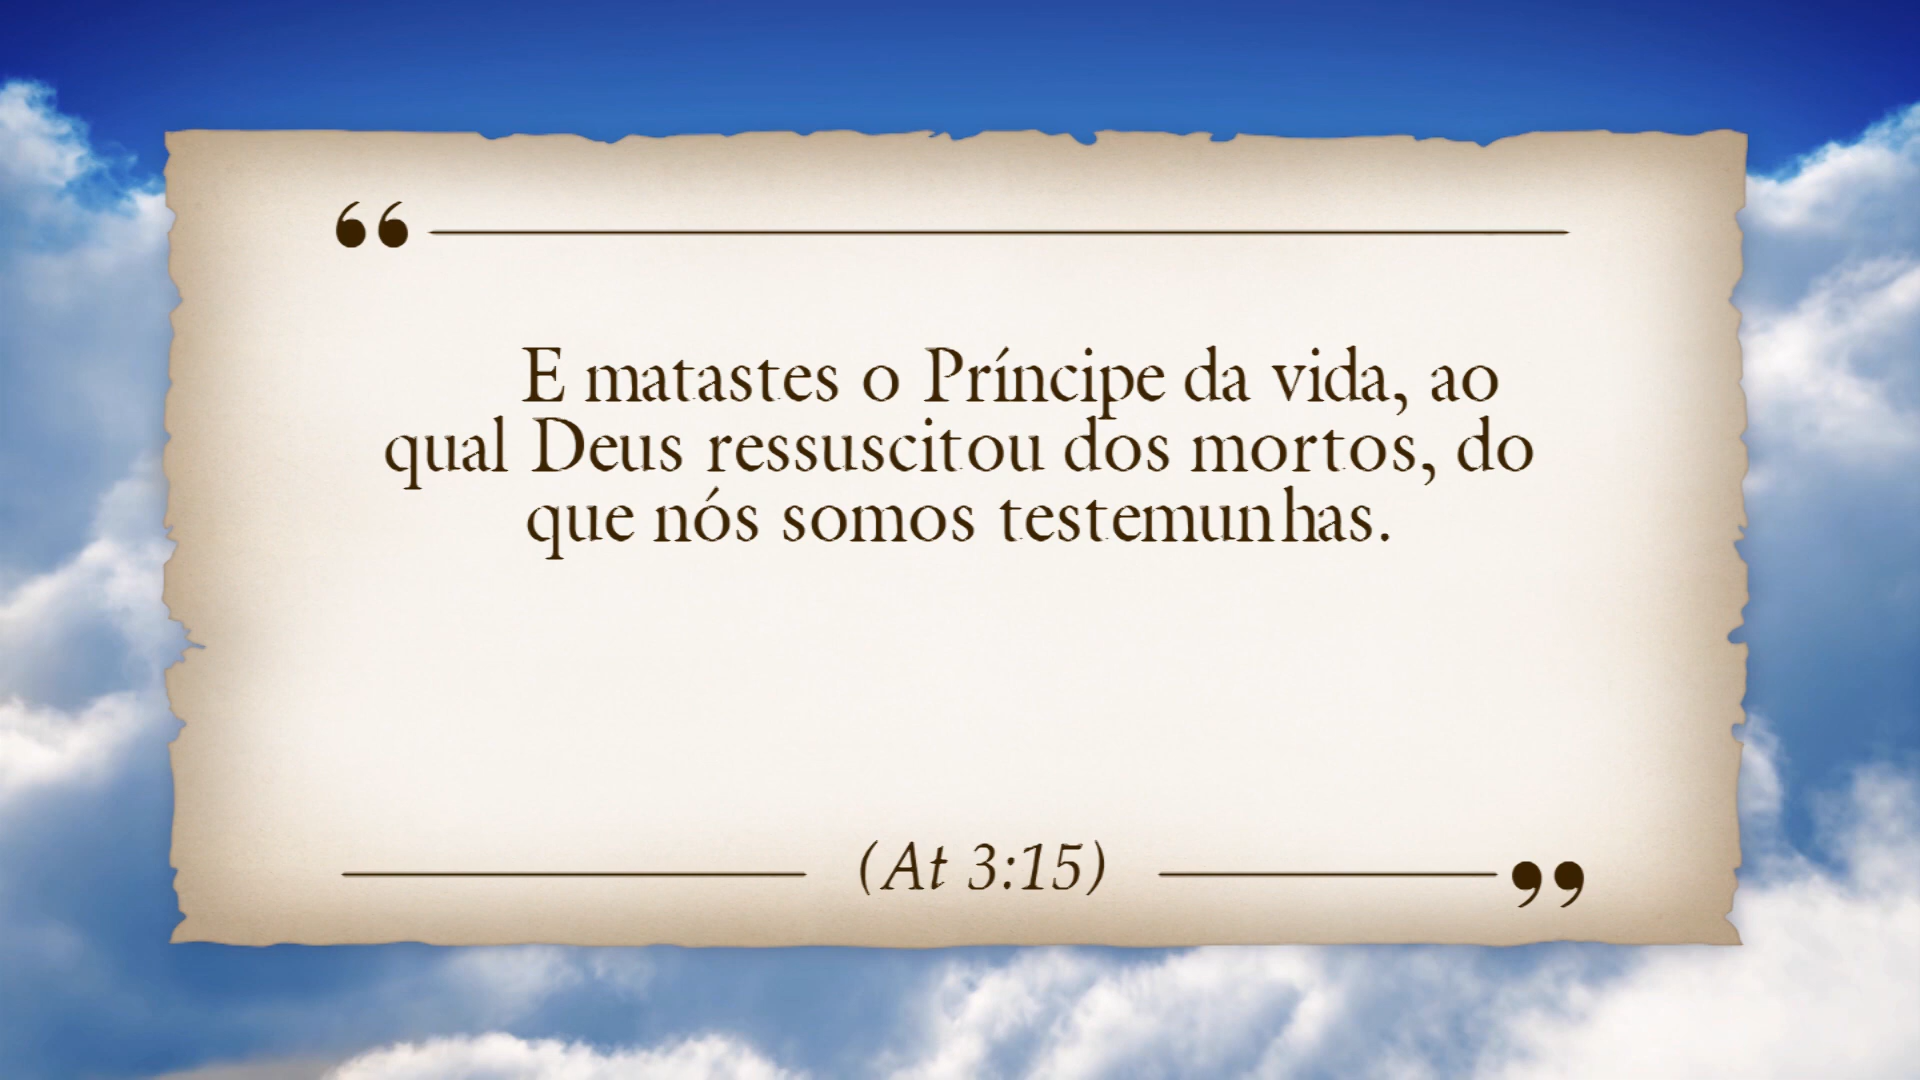 “
E matastes o Príncipe da vida, ao
qual Deus ressuscitou dos mortos, do
que nós somos testemunhas.
(At 3:15)
”